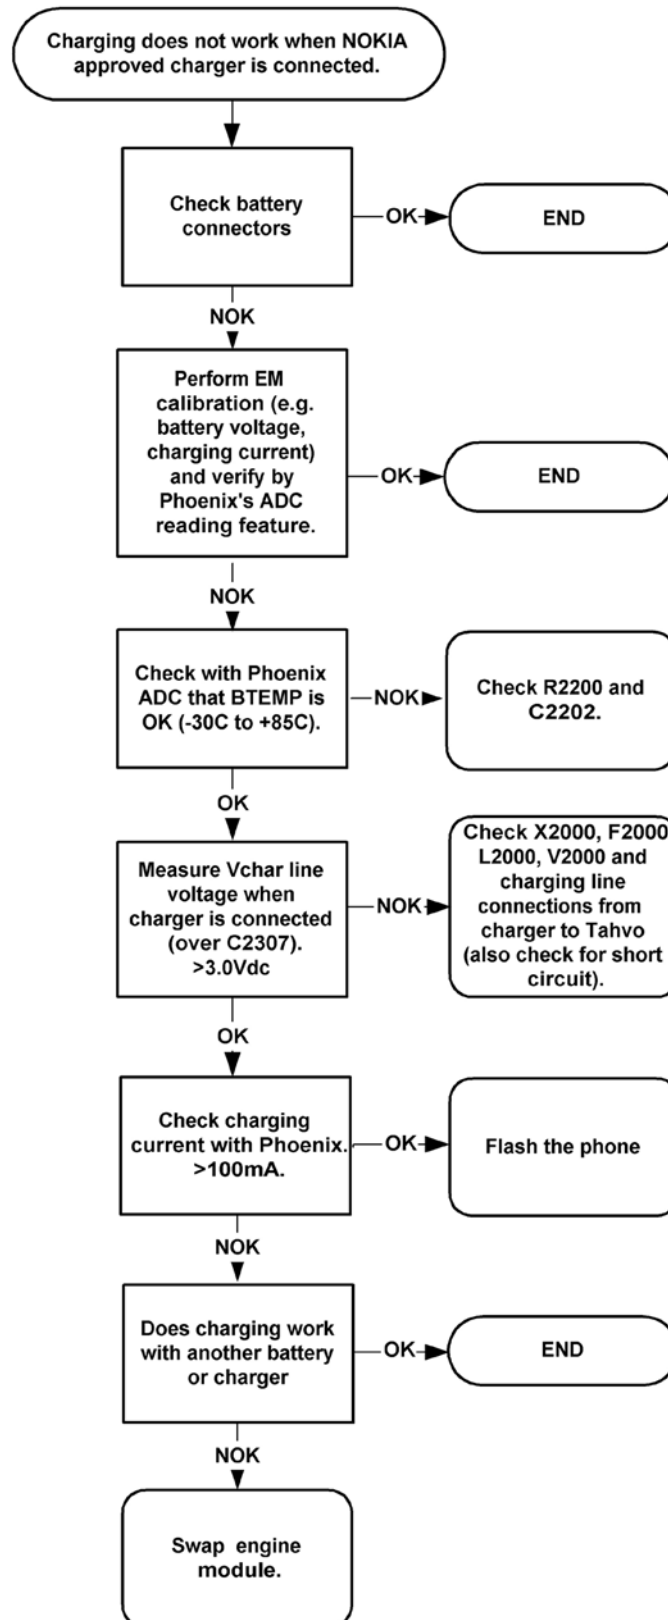 Charging does not work when NOKIA
approved charger is connected.
Check battery
connectors
OK
END
NOK
Perform EM
calibration (e.g.
battery voltage,
charging current)
and verify by
Phoenix's ADC
reading feature.
OK
END
NOK
Check with Phoenix
ADC that BTEMP is
OK (-30C to +85C).
NOK
Check R2200 and
C2202.
OK
Measure Vchar line
voltage when
charger is connected
(over C2307).
>3.0Vdc
NOK
Check X2000, F2000
L2000, V2000 and
charging line
connections from
charger to Tahvo
(also check for short
circuit).
OK
Check charging
current with Phoenix.
>100mA.
OK
Flash the phone
NOK
Does charging work
with another battery
or charger
OK
END
NOK
Swap engine
module.